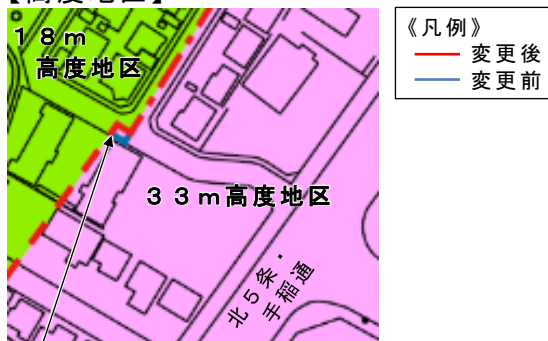 【高度地区】
18m
高度地区
33m高度地区
北5条・
手稲通
《凡例》
変更後
変更前